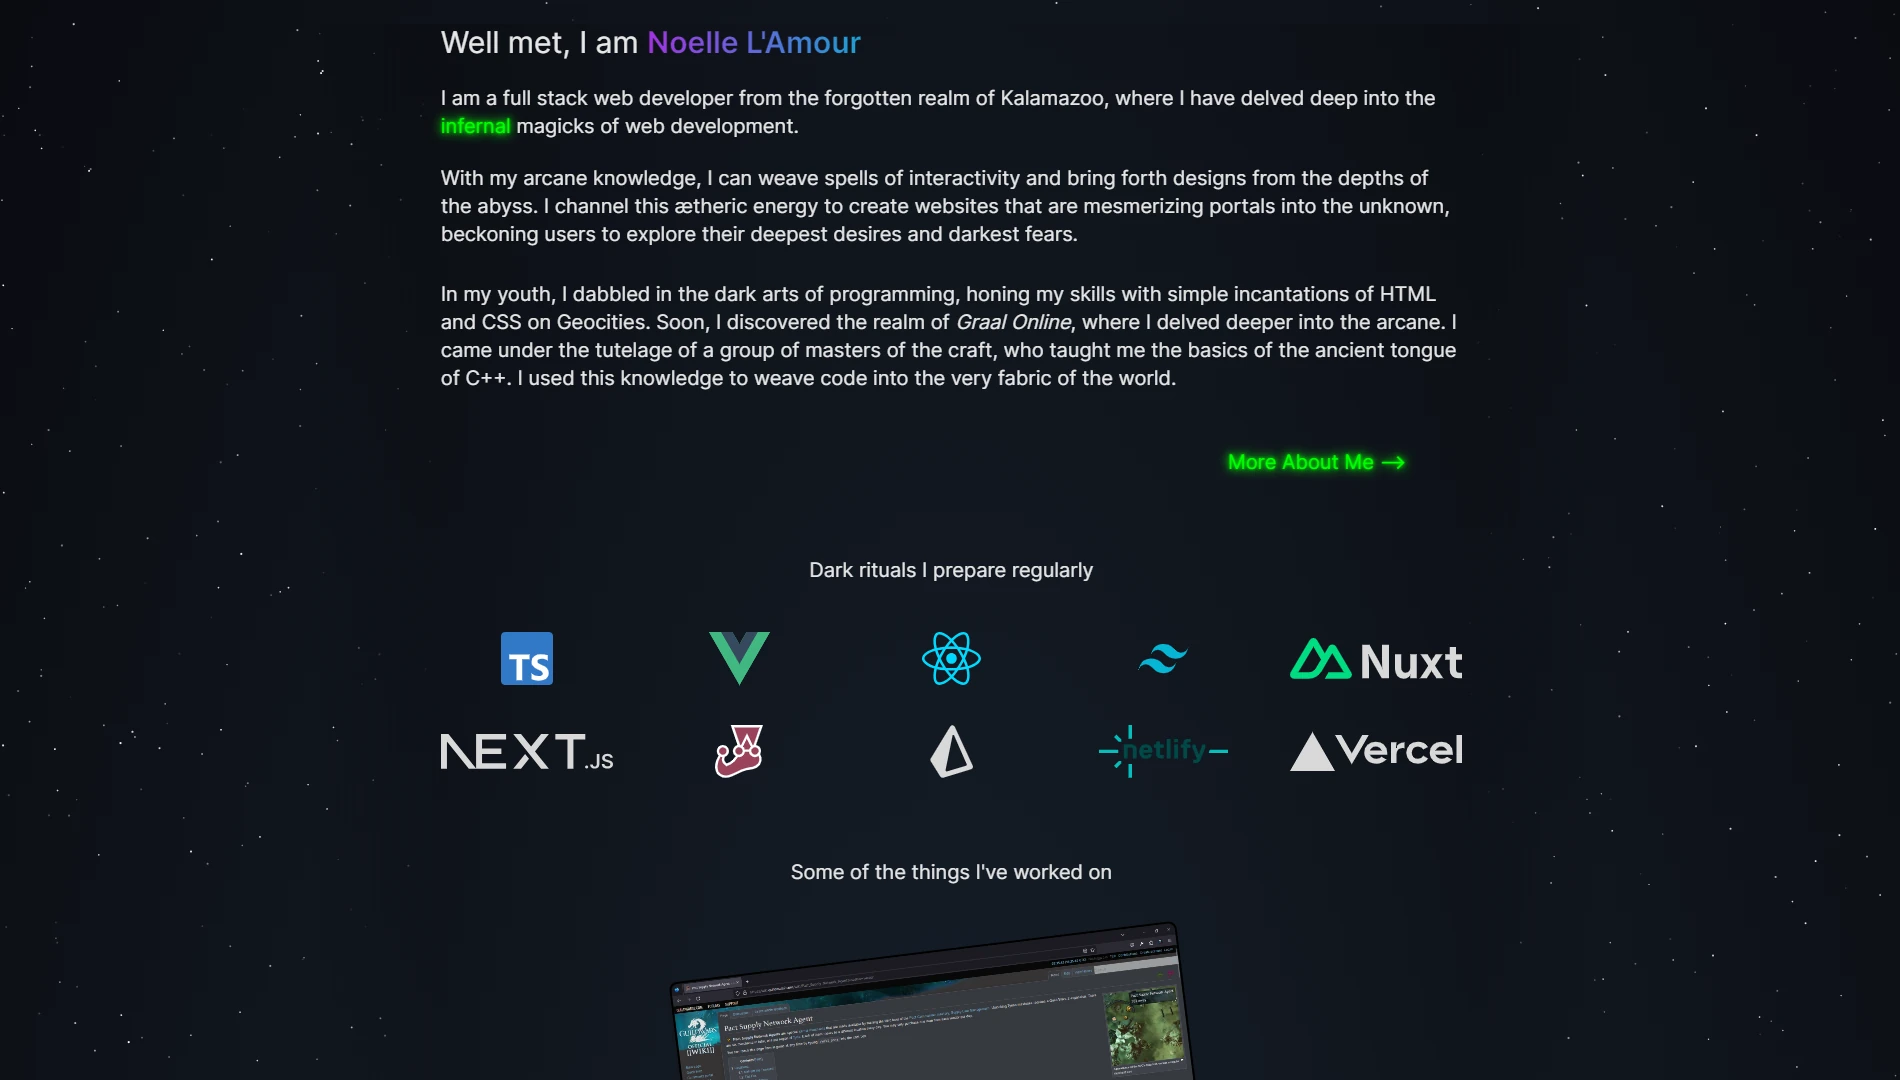 Well met, I am Noelle L'Amour
I am a full stack web developer from the forgotten realm of Kalamazoo, where I have delved deep into the
infernal magicks of web development.
With my arcane knowledge, I can weave spells of interactivity and bring forth designs from the depths of
the abyss. I channel this ætheric energy to create websites that are mesmerizing portals into the unknown,
beckoning users to explore their deepest desires and darkest fears.
In my youth, I dabbled in the dark arts of programming, honing my skills with simple incantations of HTML
and CSS on Geocities. Soon, I discovered the realm of Graal Online, where I delved deeper into the arcane. I
came under the tutelage of a group of masters of the craft, who taught me the basics of the ancient tongue
of C++. I used this knowledge to weave code into the very fabric of the world.
More About Me →
Dark rituals I prepare regularly
TS
Nuxt
NEXT.JS
netlify
Vercel
Some of the things I've worked on
Pact Supply Network Agent
GUILD WARS
OFFICIAL
[[WIKI]]